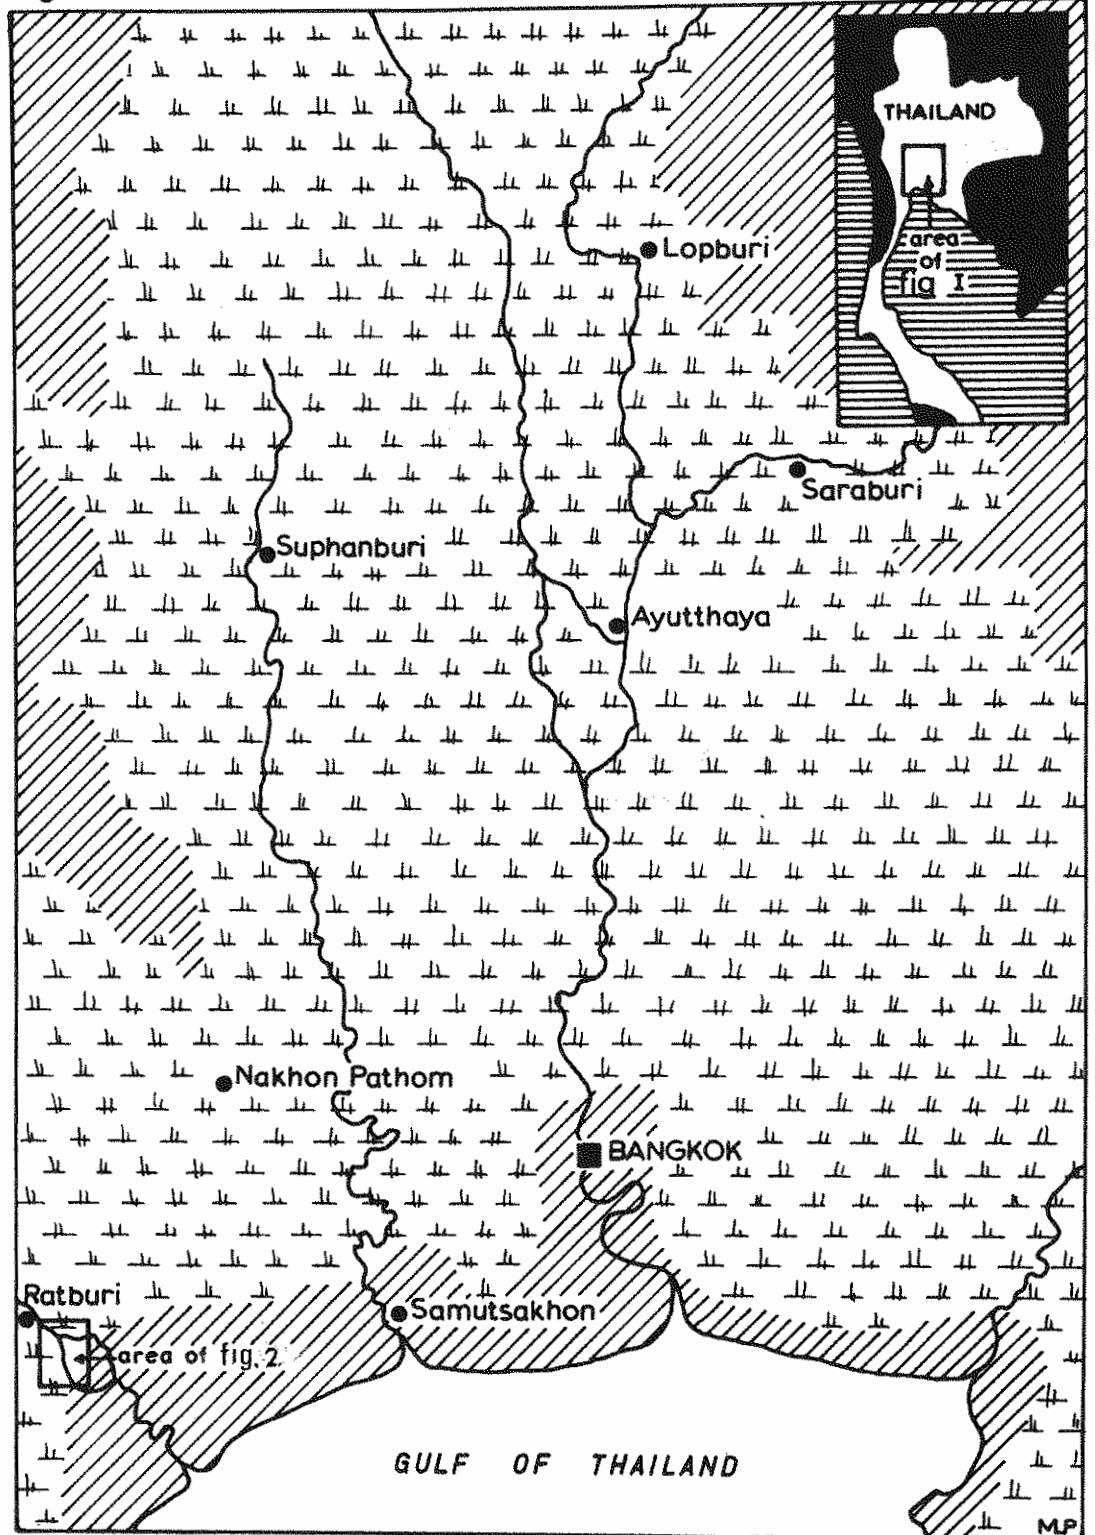 THAILAND
area
of
fig I
Lopburi
Saraburi
Suphanburi
Ayutthaya
Nakhon Pathom
BANGKOK
Ratburi
Samutsakhon
area of fig.2
GULF OF THAILAND
M.P.